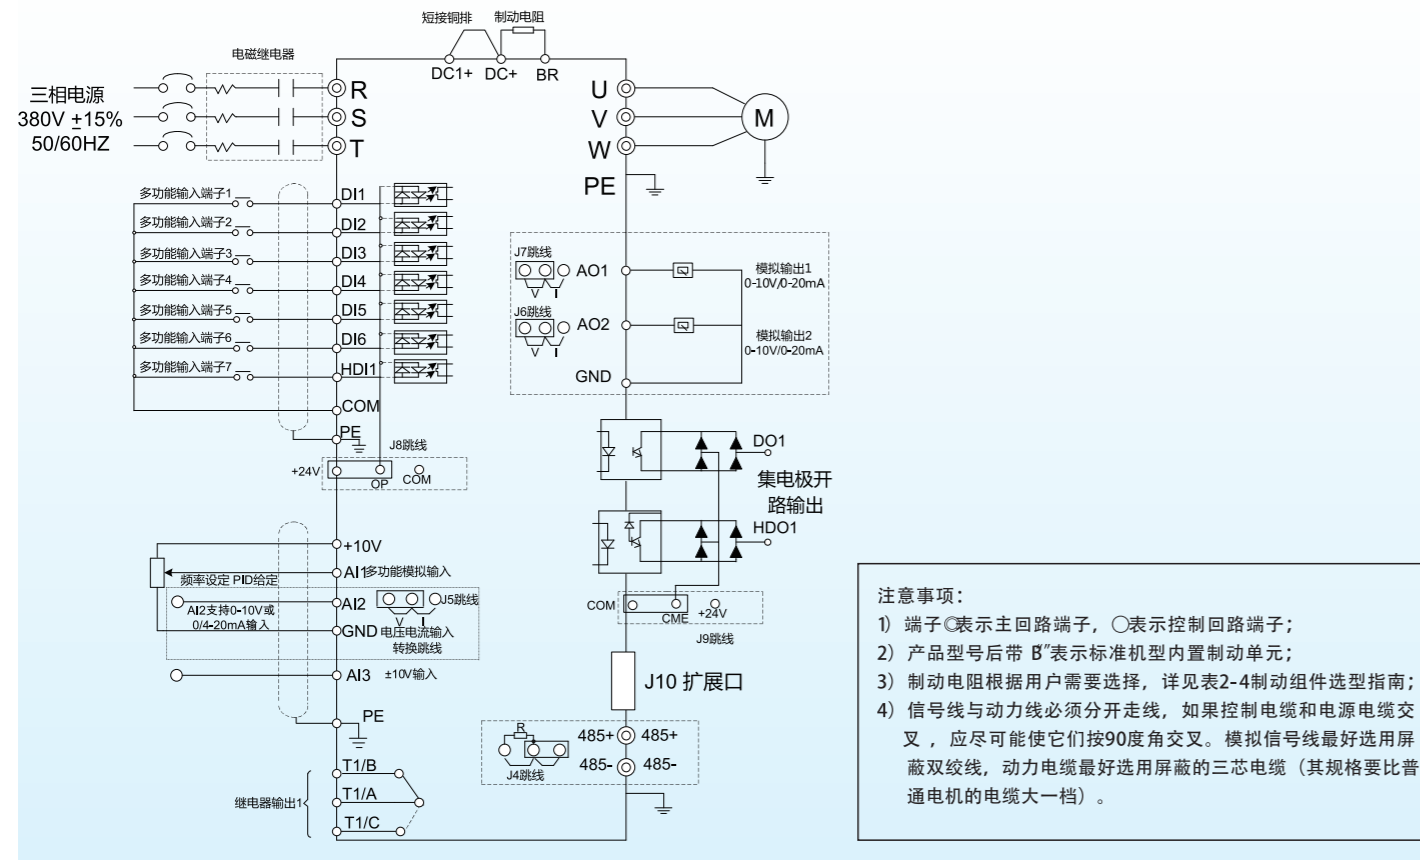 短接铜排
制动电阻
电磁继电器
DC1+ DC+ BR
三相电源
380V ±15%
50/60HZ
R
S
T
U
V
W
PE
M
多功能输入端子1
DI1
多功能输入端子2
DI2
多功能输入端子3
DI3
多功能输入端子4
DI4
多功能输入端子5
DI5
多功能输入端子6
DI6
多功能输入端子7
HDI1
COM
PE
J8跳线
+24V
OP
COM
J7跳线
AO1
V I
模拟输出1
0-10V/0-20mA
J6跳线
AO2
V I
模拟输出2
0-10V/0-20mA
GND
DO1
集电极开
路输出
HDO1
COM
CME
+24V
J9跳线
J10 扩展口
+10V
AI1多功能模拟输入
频率设定 PID给定
AI2支持0-10V或
0/4-20mA输入
AI2
J5跳线
V I
GND
电压电流输入
转换跳线
AI3
±10V输入
PE
R
J4跳线
485+ 485+
485- 485-
继电器输出1
T1/B
T1/A
T1/C
注意事项：
1) 端子◎表示主回路端子，○表示控制回路端子；
2) 产品型号后带 B″表示标准机型内置制动单元；
3) 制动电阻根据用户需要选择，详见表2-4制动组件选型指南；
4) 信号线与动力线必须分开走线，如果控制电缆和电源电缆交
叉 ，应尽可能使它们按90度角交叉。模拟信号线最好选用屏
蔽双绞线，动力电缆最好选用屏蔽的三芯电缆（其规格要比普
通电机的电缆大一档）。